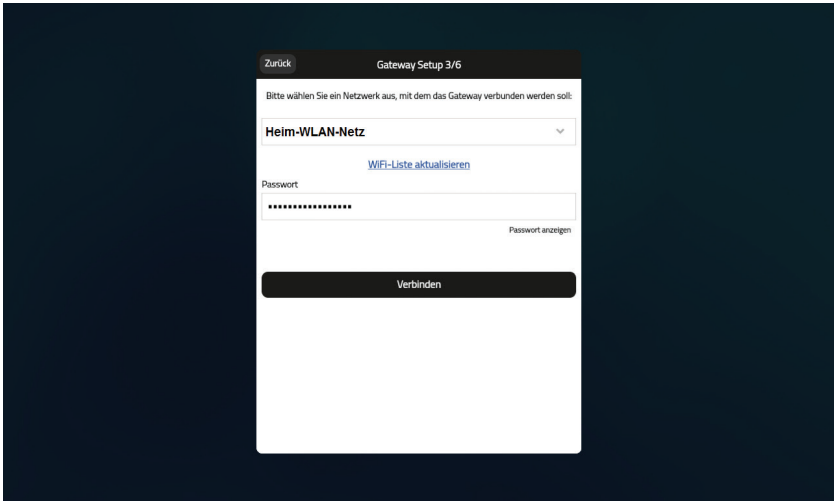 Zurück
Gateway Setup 3/6
Bitte wählen Sie ein Netzwerk aus, mit dem das Gateway verbunden werden soll:
Heim-WLAN-Netz
WiFi-Liste aktualisieren
Passwort
•••••••••••••••••
Passwort anzeigen
Verbinden